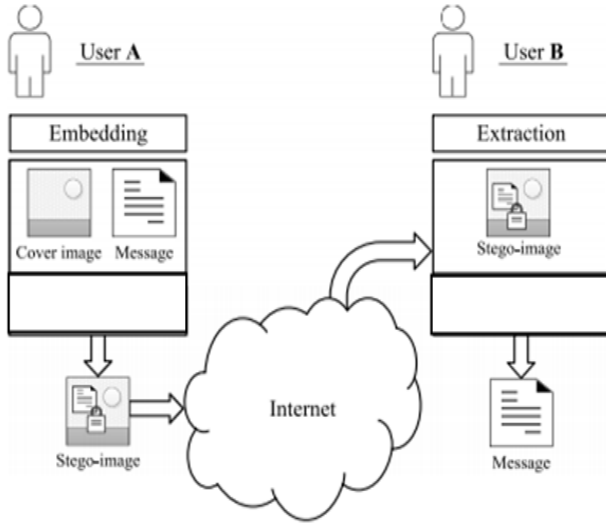 User A
User B
Embedding
Extraction
Cover image
Message
Stego-image
Internet
Stego-image
Message